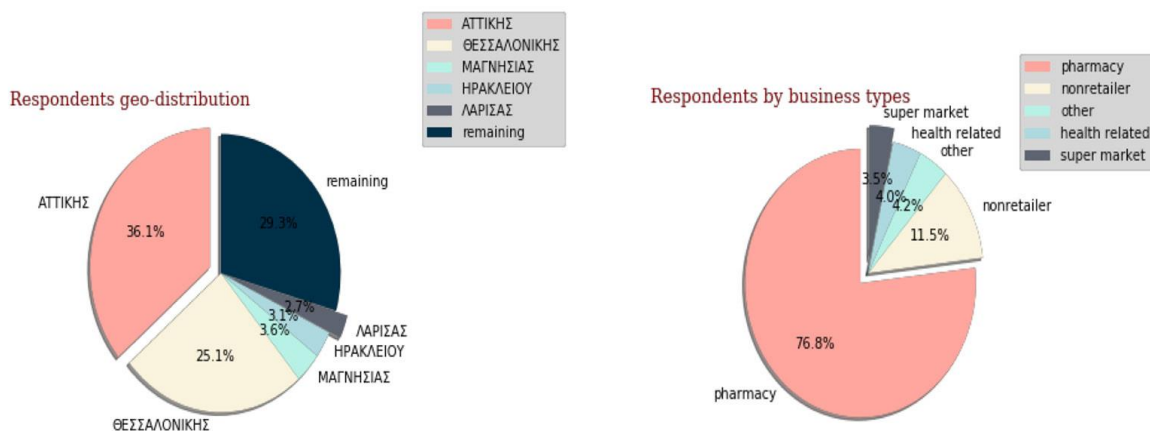 ΑΤΤΙΚΗΣ
ΘΕΣΣΑΛΟΝΙΚΗΣ
ΜΑΓΝΗΣΙΑΣ
ΗΡΑΚΛΕΙΟΥ
ΛΑΡΙΣΑΣ
remaining
Respondents geo-distribution
remaining
ΑΤΤΙΚΗΣ
36.1%
29.3%
2.7%
3.1%
3.6%
ΛΑΡΙΣΑΣ
ΗΡΑΚΛΕΙΟΥ
25.1%
ΜΑΓΝΗΣΙΑΣ
ΘΕΣΣΑΛΟΝΙΚΗΣ
pharmacy
nonretailer
other
health related
super market
Respondents by business types
super market
health related
other
3.5%
4.0%
4.2%
nonretailer
11.5%
76.8%
pharmacy